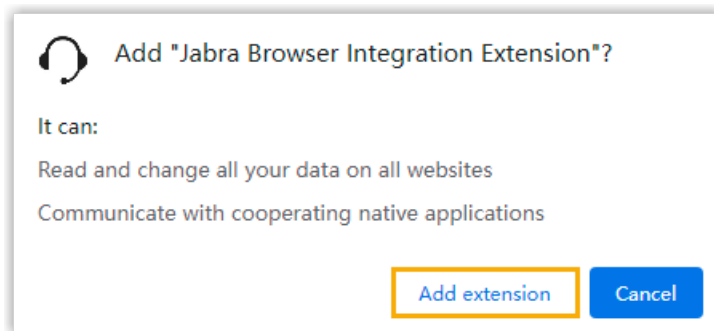 Add "Jabra Browser Integration Extension"?
It can:
Read and change all your data on all websites
Communicate with cooperating native applications
Add extension
Cancel